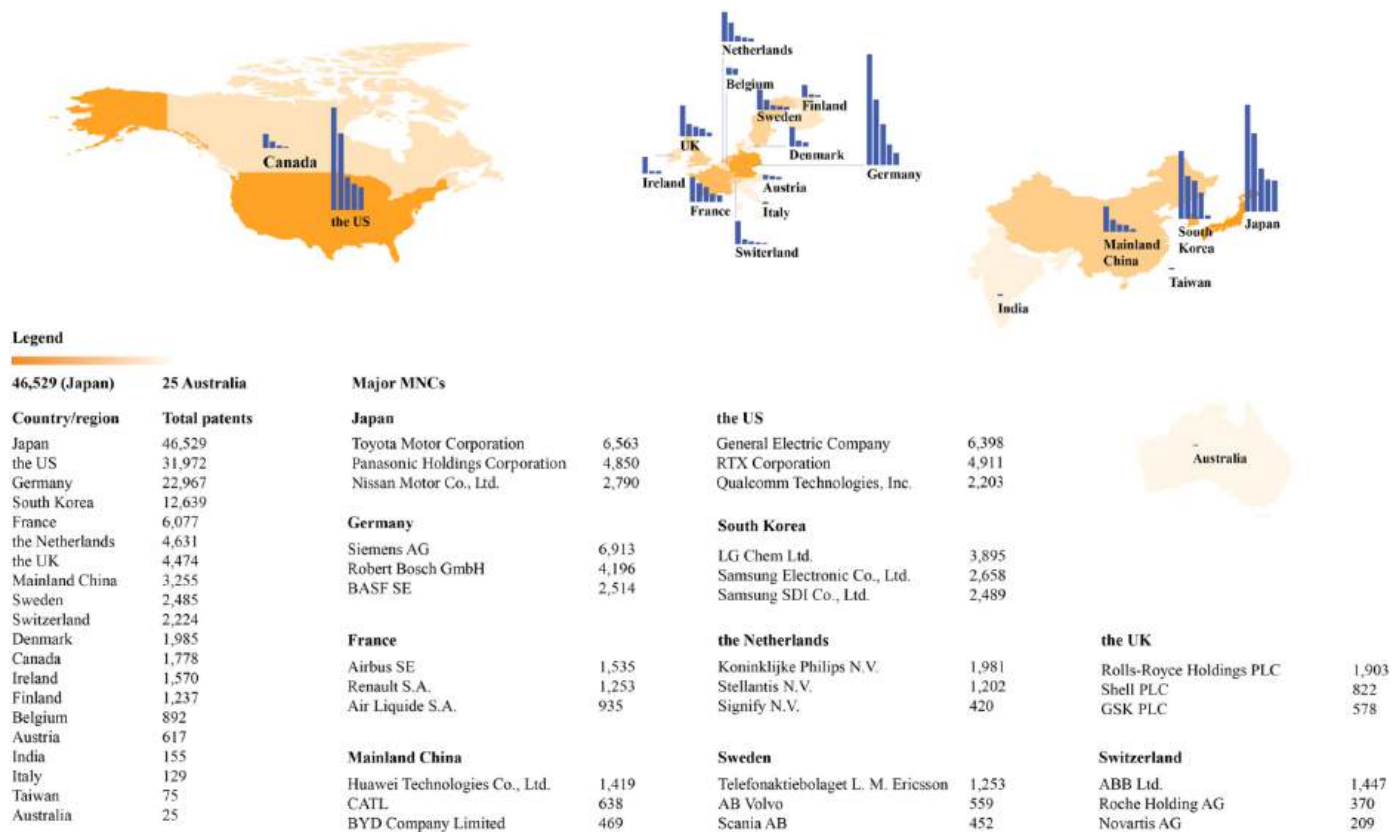 Netherlands
Belgium
Finland
Sweden
UK
Denmark
Canada
Germany
Ireland
Austria
the US
France
Italy
South
Korea
Japan
Mainland
China
Switerland
Taiwan
India
Legend
46,529 (Japan) 25 Australia Major MNCs
Country/region Total patents Japan the US
Japan 46,529 Toyota Motor Corporation 6,563 General Electric Company 6,398
the US 31,972 Panasonic Holdings Corporation 4,850 RTX Corporation 4,911 Australia
Germany 22,967 Nissan Motor Co., Ltd. 2,790 Qualcomm Technologies, Inc. 2,203
South Korea 12,639
France 6,077 Germany South Korea
the Netherlands 4,631 Siemens AG 6,913 LG Chem Ltd. 3,895
the UK 4,474 Robert Bosch GmbH 4,196 Samsung Electronic Co., Ltd. 2,658
Mainland China 3,255 BASF SE 2,514 Samsung SDI Co., Ltd. 2,489
Sweden 2,485
Switzerland 2,224
Denmark 1,985 France the Netherlands the UK
Canada 1,778 Airbus SE 1,535 Koninklijke Philips N.V. 1,981 Rolls-Royce Holdings PLC 1,903
Ireland 1,570 Renault S.A. 1,253 Stellantis N.V. 1,202 Shell PLC 822
Finland 1,237 Air Liquide S.A. 935 Signify N.V. 420 GSK PLC 578
Belgium 892
Austria 617
India 155 Mainland China Sweden Switzerland
Italy 129 Huawei Technologies Co., Ltd. 1,419 Telefonaktiebolaget L. M. Ericsson 1,253 ABB Ltd. 1,447
Taiwan 75 CATL 638 AB Volvo 559 Roche Holding AG 370
Australia 25 BYD Company Limited 469 Scania AB 452 Novartis AG 209